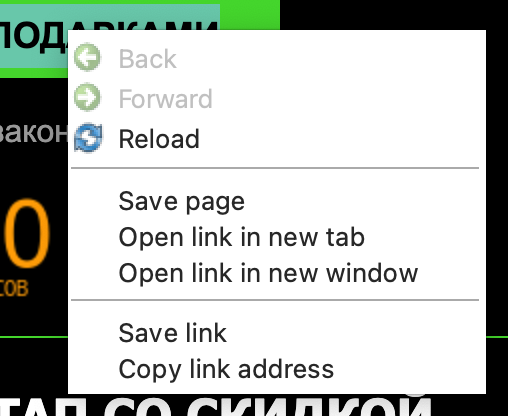 ПОДАРКАМИ
Back
Forward
закон
Reload
Save page
0
Open link in new tab
Open link in new window
СОВ
Save link
Copy link address
ТАП СО СКИДКОЙ